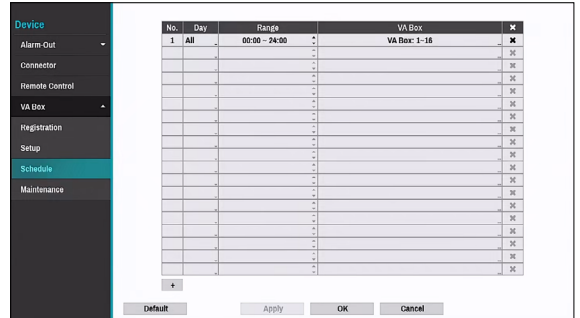 Device
Alarm-Out
Connector
Remote Control
VA Box
Registration
Setup
Schedule
Maintenance
No. Day Range VA Box ✖
1 All 00:00 ~ 24:00 VA Box: 1~16 ✖
+
Default Apply OK Cancel